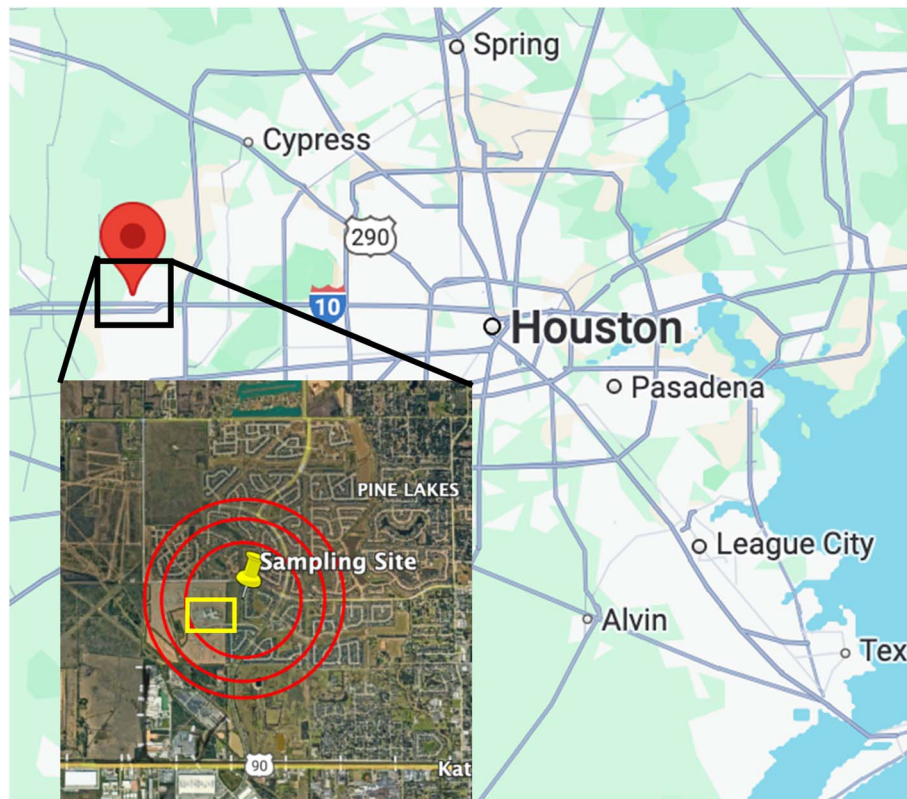 Spring
Cypress
290
10
Houston
Pasadena
PINE LAKES
Sampling Site
League City
Alvin
Tex
90
Kat